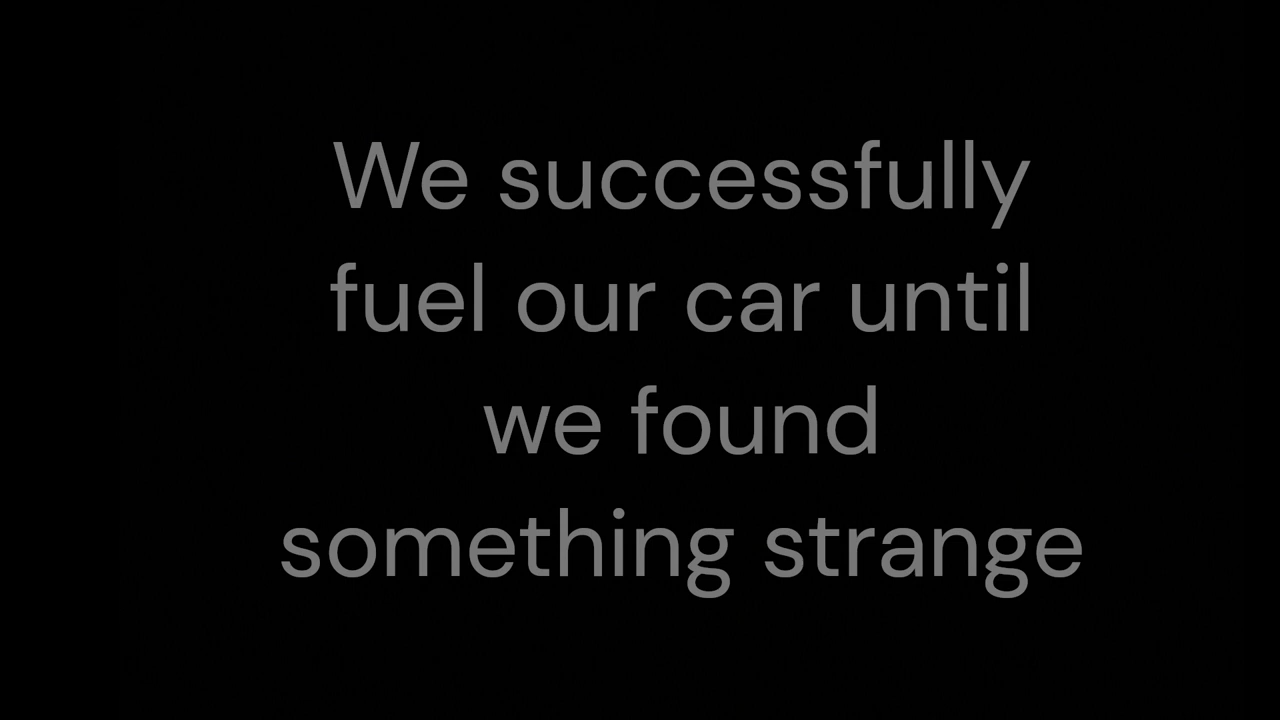 We successfully
fuel our car until
we found
something strange